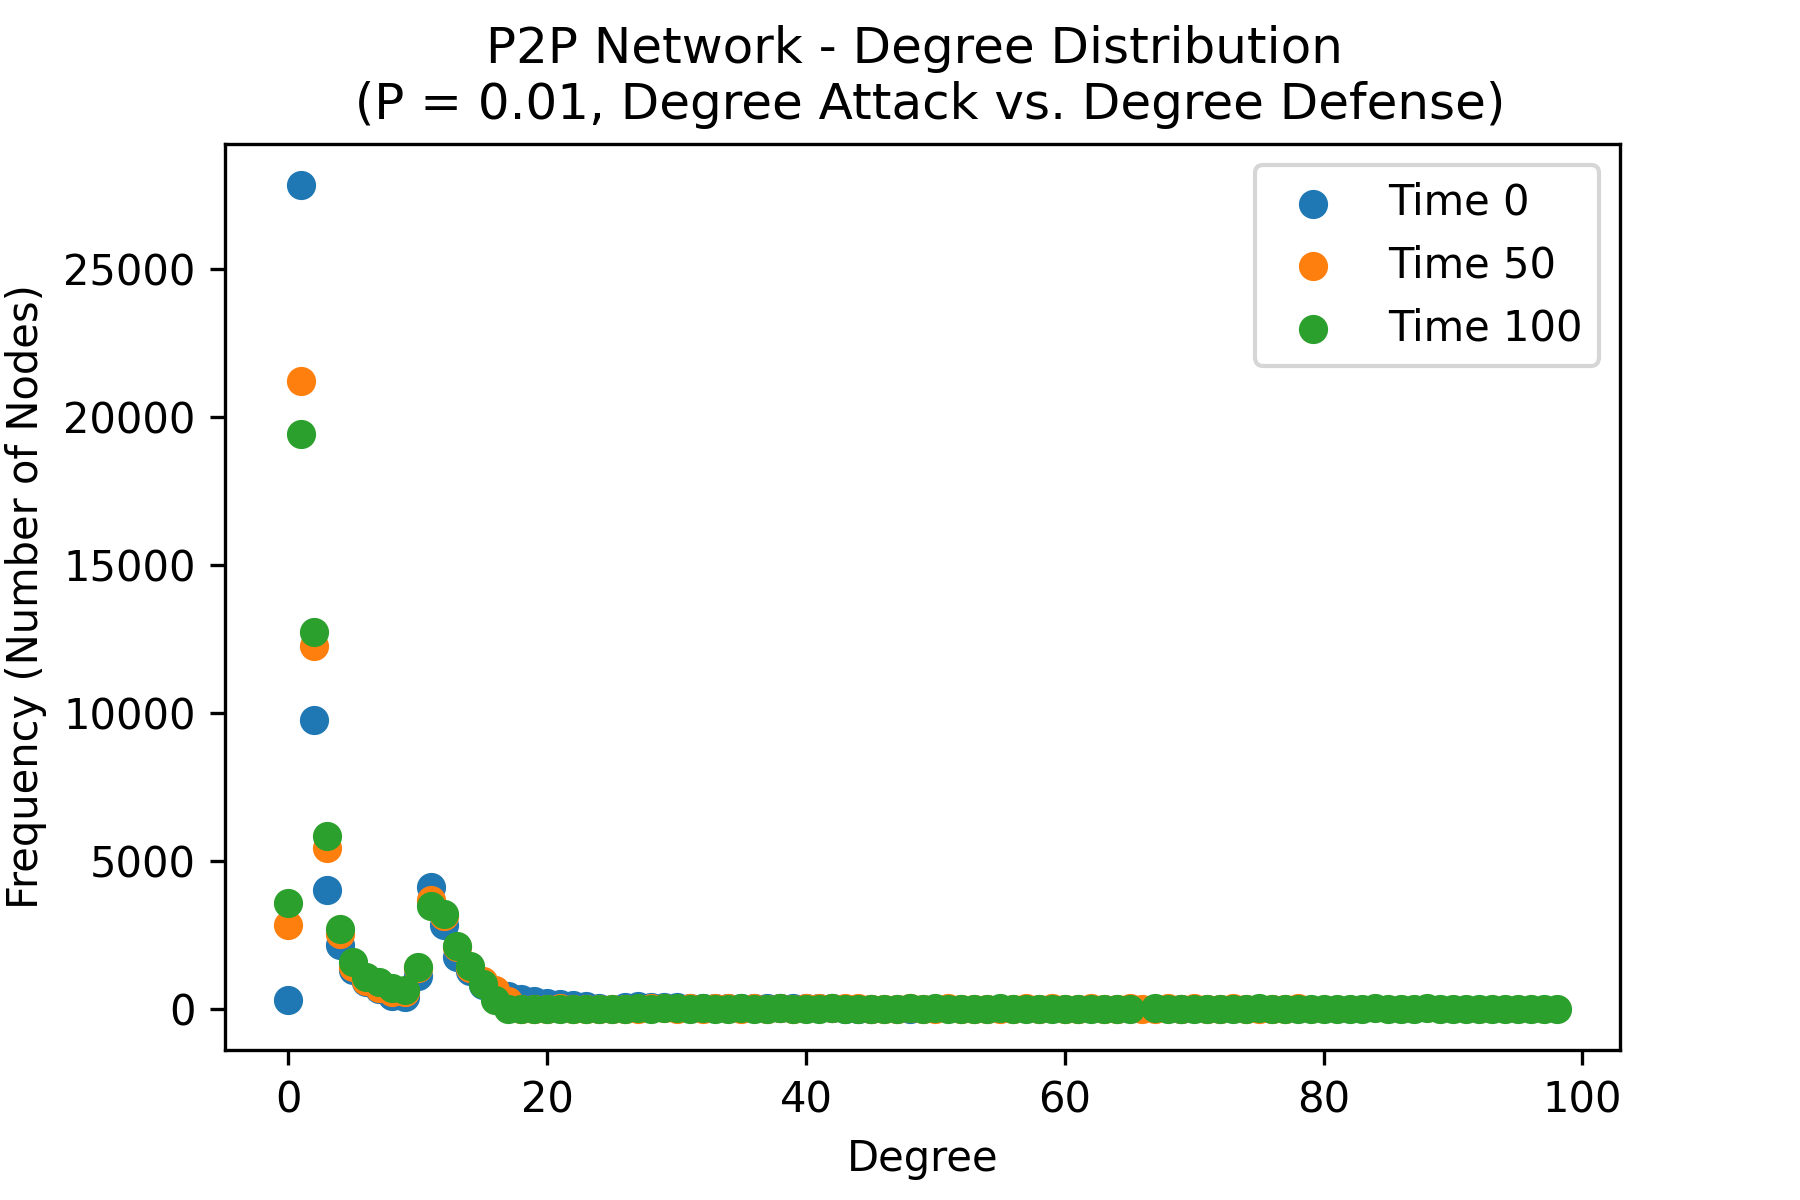 P2P Network - Degree Distribution
(P = 0.01, Degree Attack vs. Degree Defense)
Time 0
Time 50
Time 100
Frequency (Number of Nodes)
25000
20000
15000
10000
5000
0
0 20 40 60 80 100
Degree